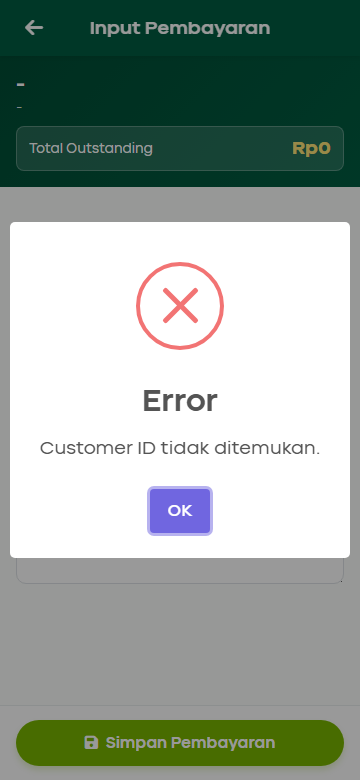 Input Pembayaran
-
-
Total Outstanding Rp0
Error
Customer ID tidak ditemukan.
OK
Simpan Pembayaran